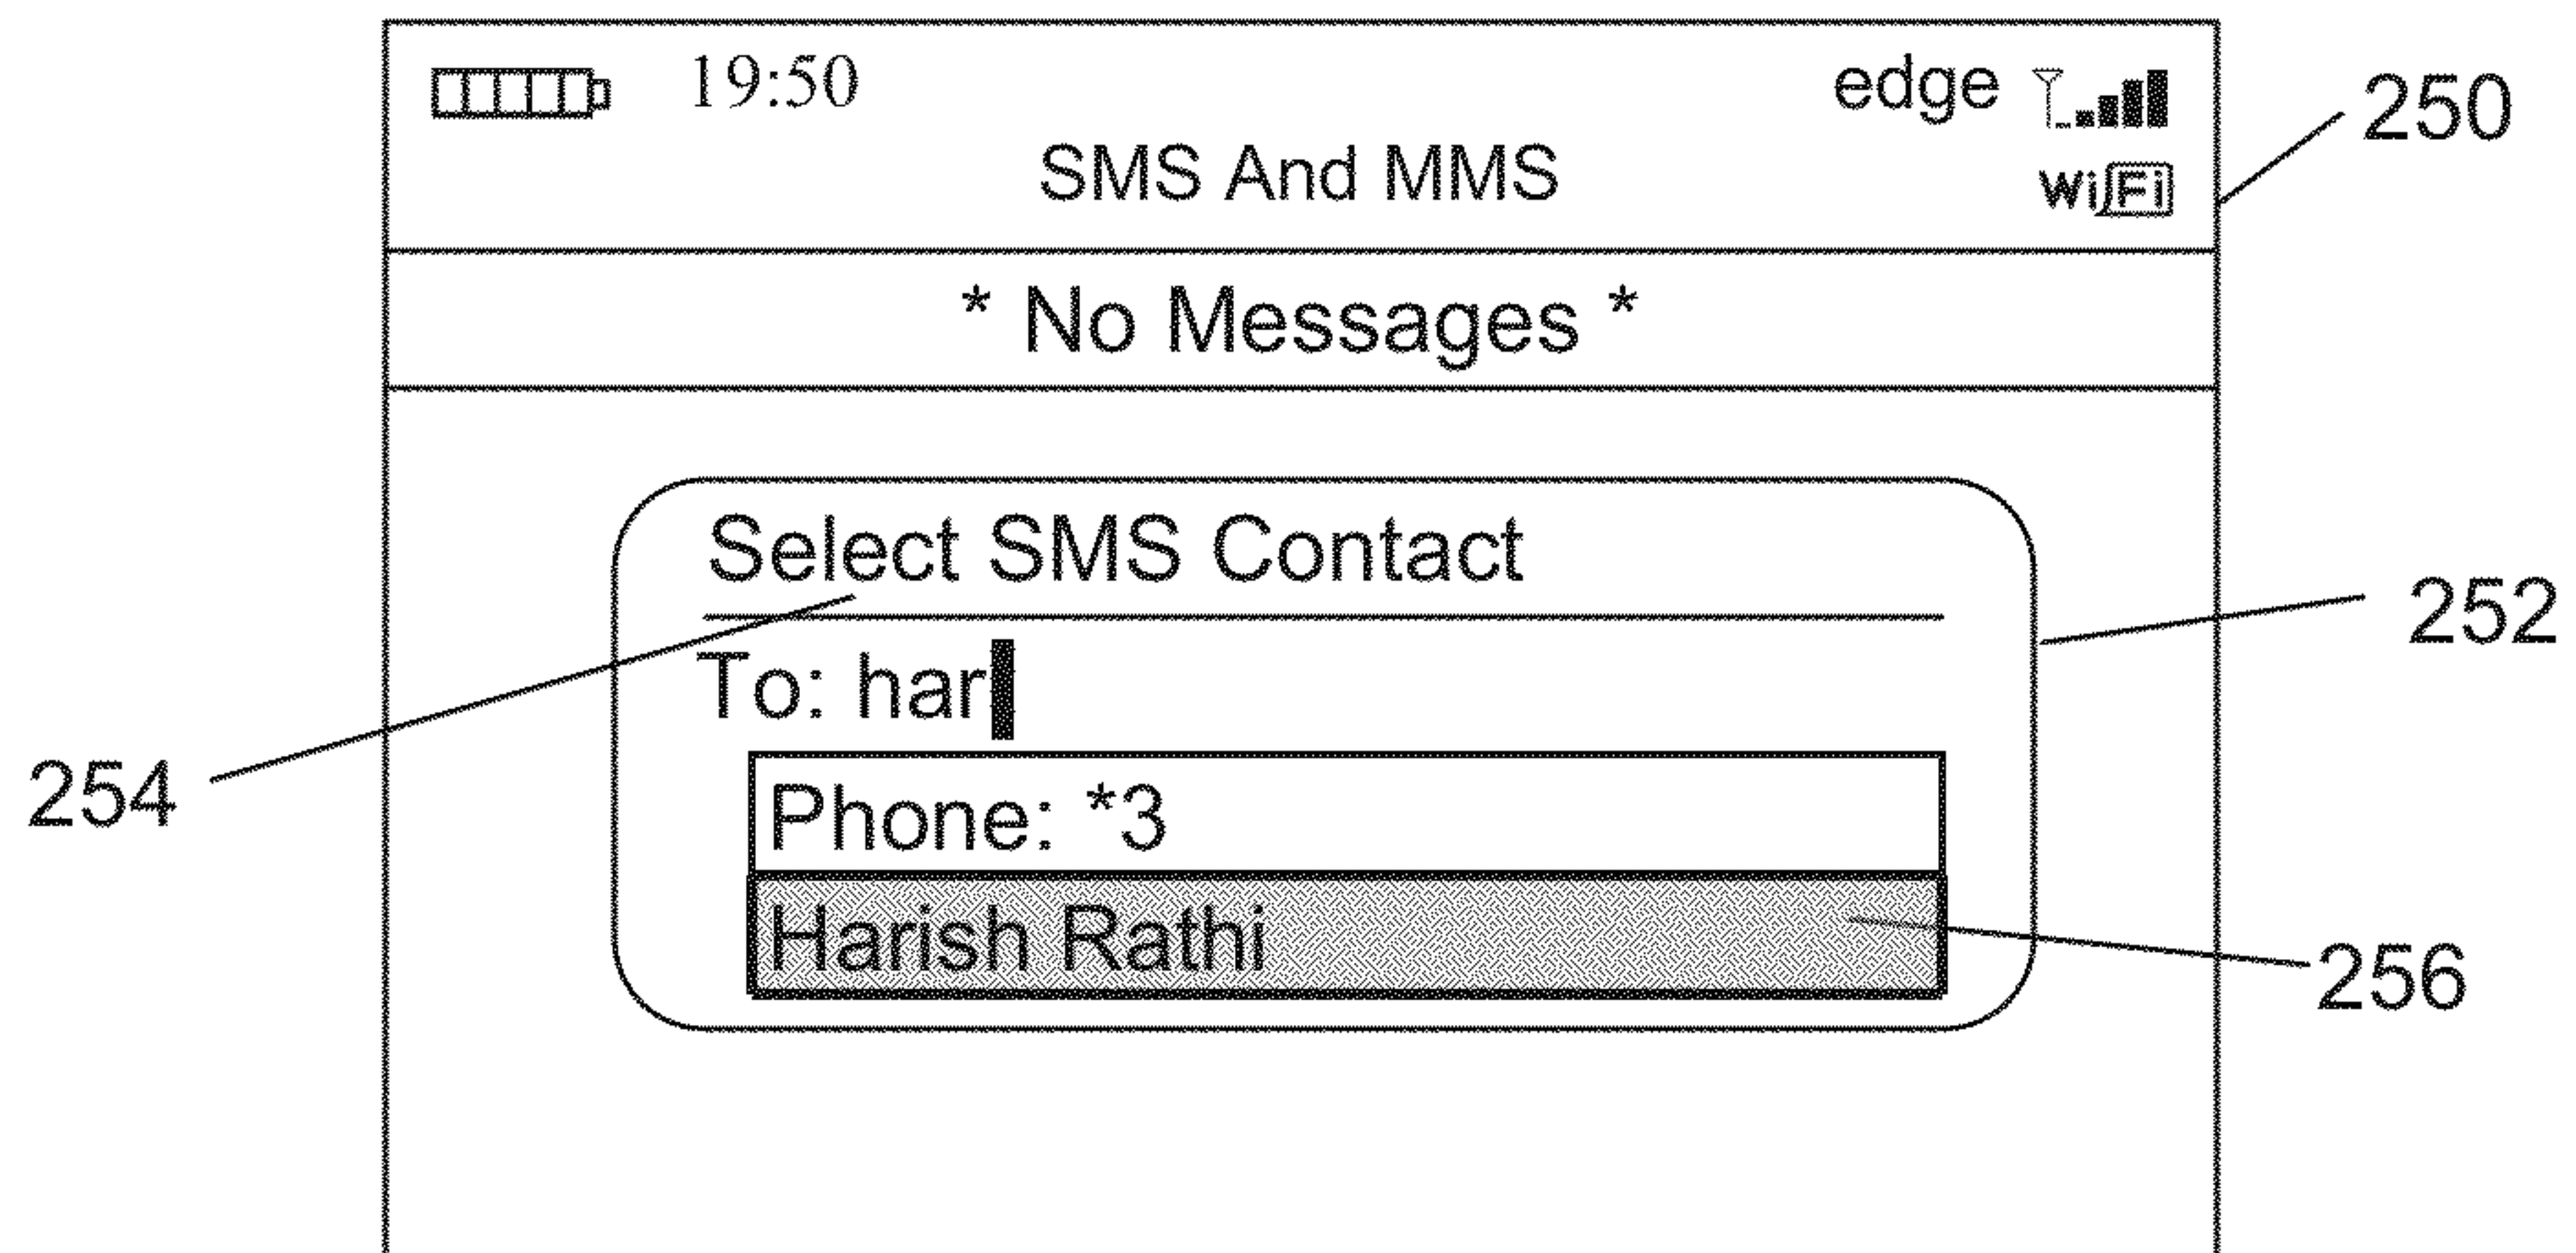 19:50 edge
SMS And MMS
WiFi
250
* No Messages *
Select SMS Contact
252
To: har
254
Phone: *3
Harish Rathi
256